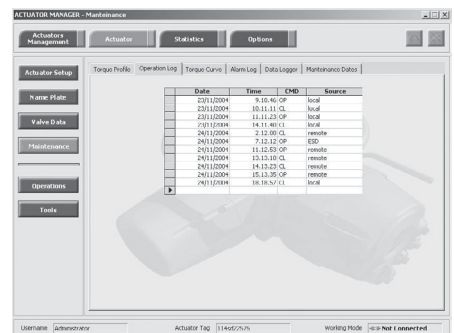 ACTUATOR MANAGER - Manteinance
Actuators Management
Actuator
Statistics
Options
Actuator Setup
Name Plate
Valve Data
Maintenance
Operations
Tools
Torque Profile Operation Log Torque Curve Alarm Log Data Logger Manteinance Dates
Date Time CMD Source
23/11/2004 9.10.46 OP local
23/11/2004 10.11.11 CL local
23/11/2004 11.11.23 OP local
23/11/2004 14.11.40 CL local
24/11/2004 2.12.00 CL remote
24/11/2004 7.12.12 OP ESD
24/11/2004 11.12.53 OP remote
24/11/2004 13.13.10 CL remote
24/11/2004 14.13.23 CL remote
24/11/2004 15.13.35 OP remote
24/11/2004 18.18.57 CL local
Username Administrator Actuator Tag Working Mode Not Connected